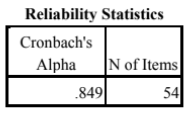 Reliability Statistics
Cronbach's
Alpha N of Items
.849 54